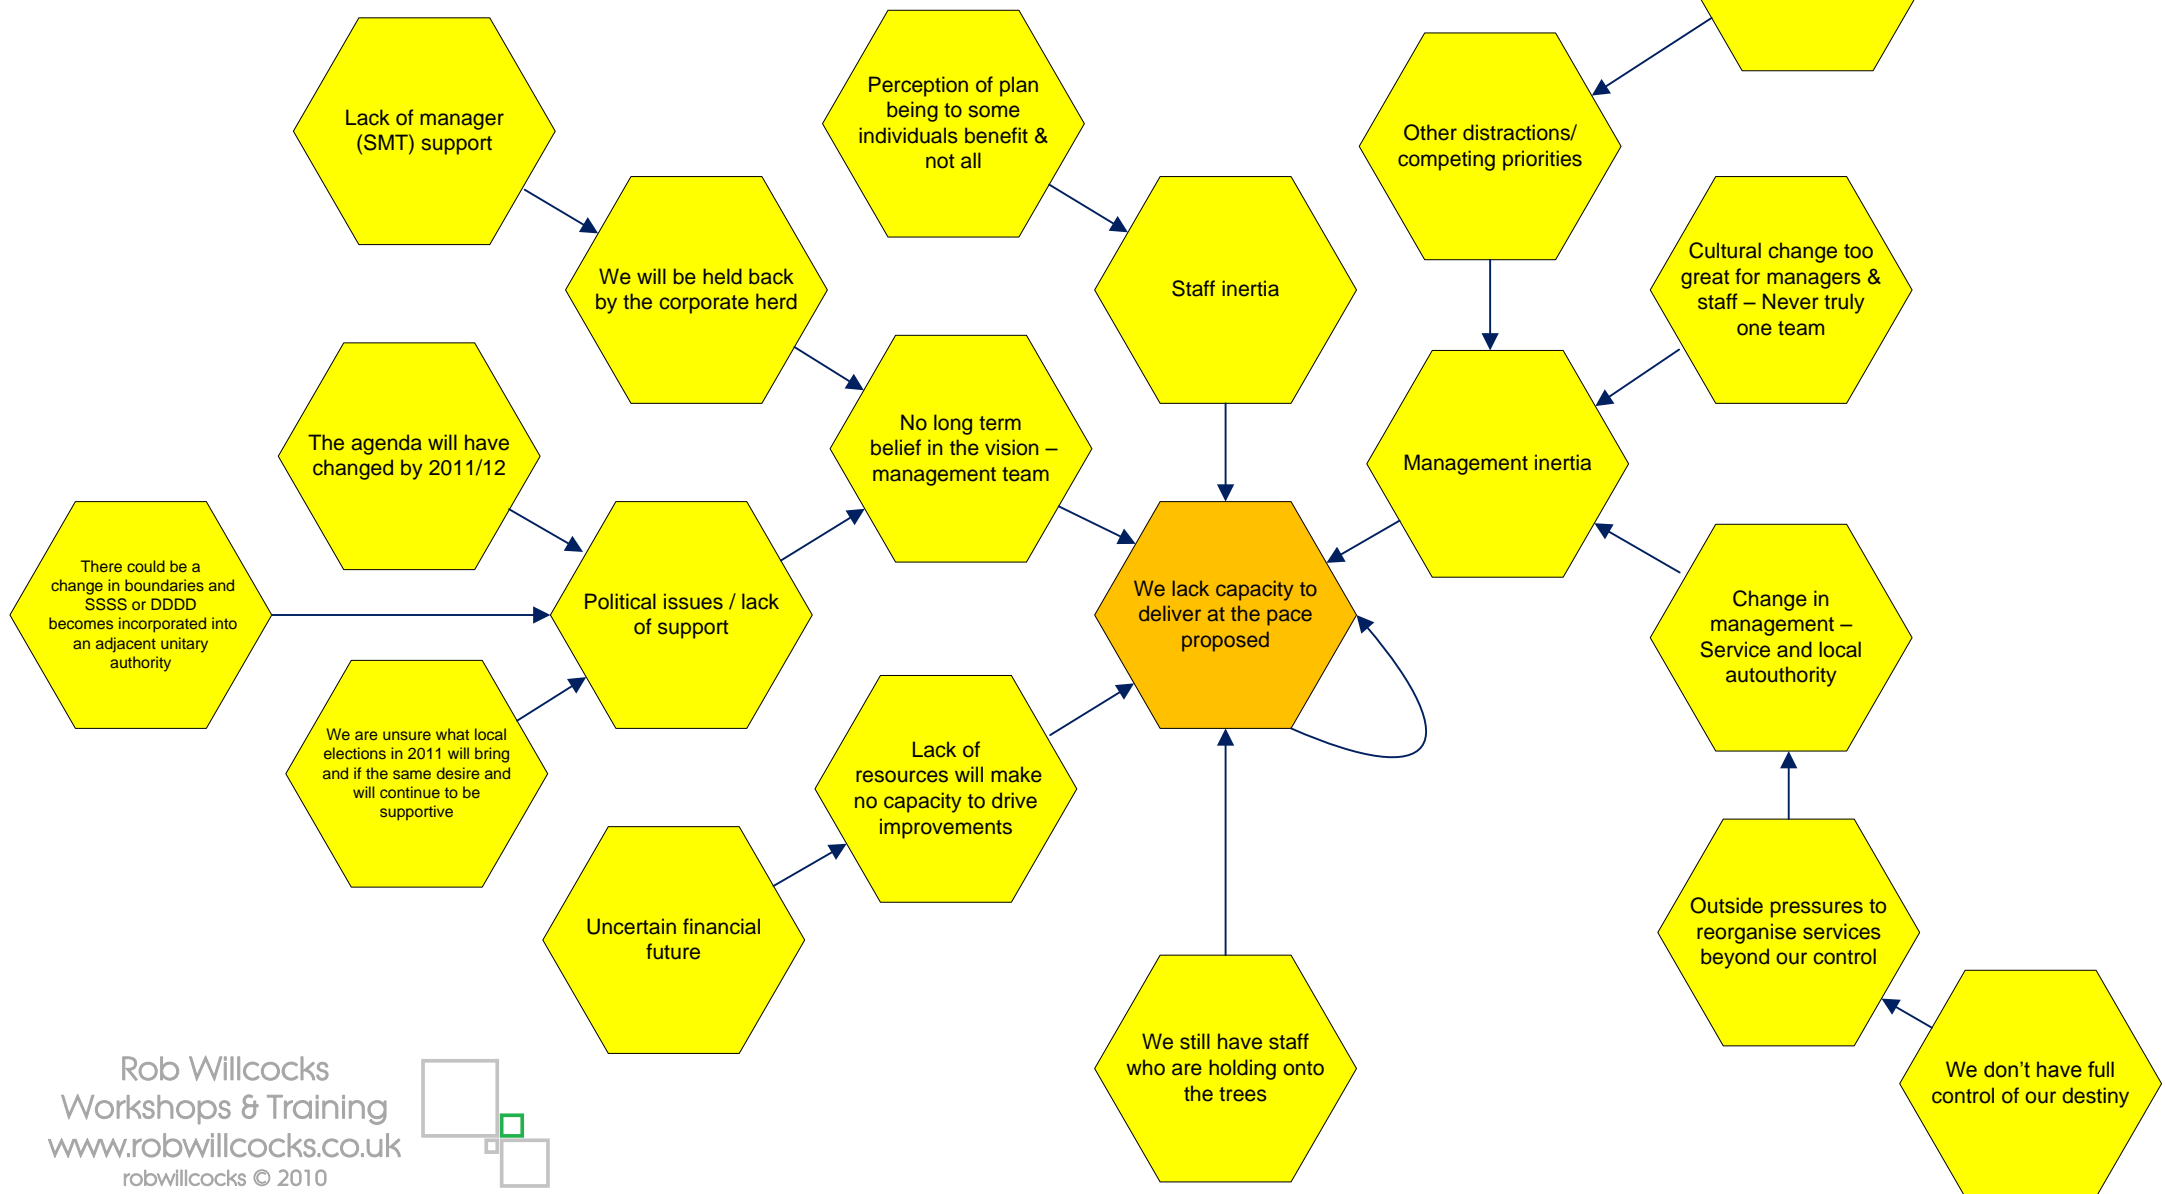 Lack of manager
(SMT) support
Perception of plan
being to some
individuals benefit &
not all
Other distractions/
competing priorities
We will be held back
by the corporate herd
Staff inertia
Cultural change too
great for managers &
staff – Never truly
one team
The agenda will have
changed by 2011/12
No long term
belief in the vision –
management team
Management inertia
There could be a
change in boundaries and
SSSS or DDDD
becomes incorporated into
an adjacent unitary
authority
Political issues / lack
of support
We lack capacity to
deliver at the pace
proposed
Change in
management –
Service and local
autouthority
We are unsure what local
elections in 2011 will bring
and if the same desire and
will continue to be
supportive
Lack of
resources will make
no capacity to drive
improvements
Uncertain financial
future
Outside pressures to
reorganise services
beyond our control
We still have staff
who are holding onto
the trees
We don’t have full
control of our destiny
Rob Willcocks
Workshops & Training
www.robwillcocks.co.uk
robwillcocks © 2010